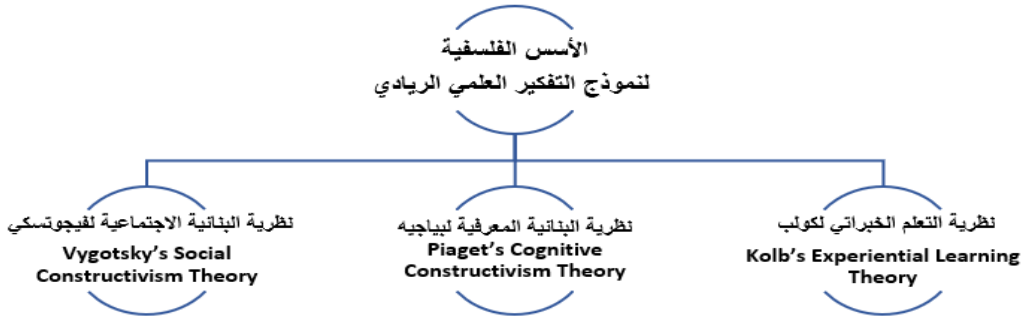 الأسس الفلسفية
لنموذج التفكير العلمي الريادي
نظرية التعلم الخبراتي لكولب
Kolb's Experiential Learning
Theory
نظرية البنائية المعرفية لبياجيه
Piaget's Cognitive
Constructivism Theory
نظرية البنائية الاجتماعية لفيجوتسكي
Vygotsky's Social
Constructivism Theory